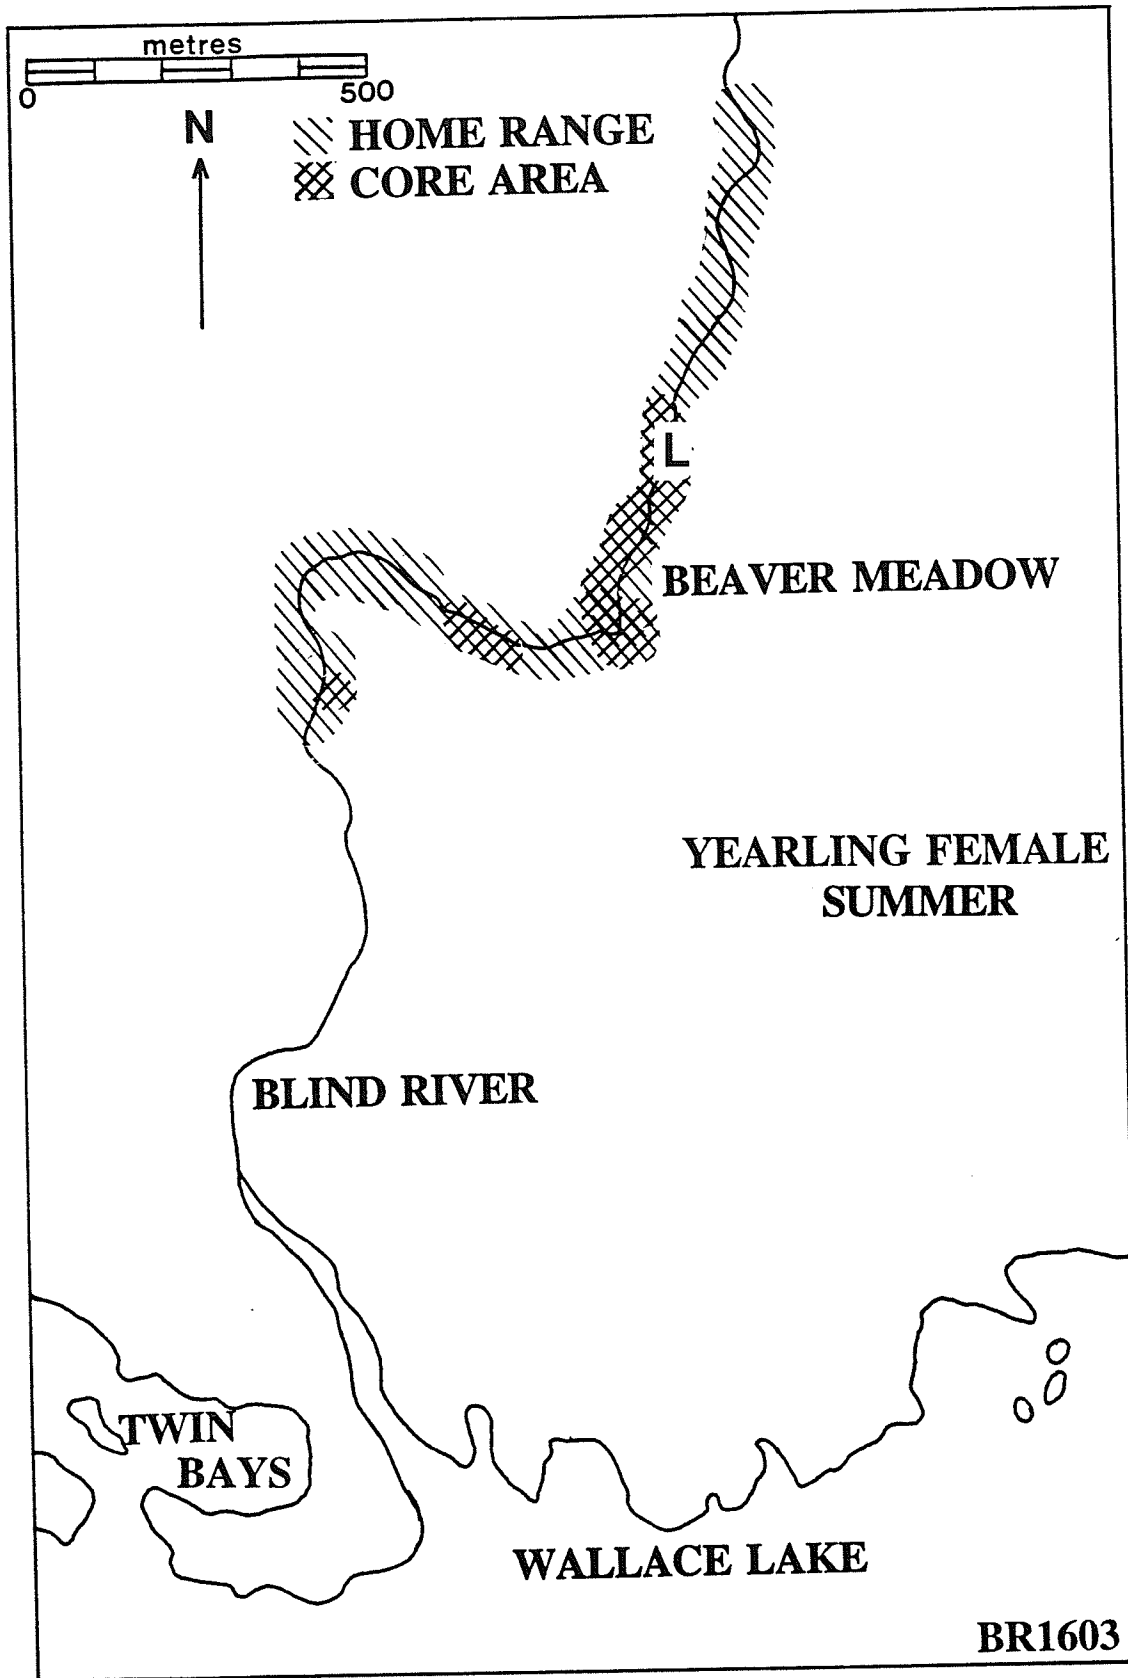 metres
0 500
N
HOME RANGE
CORE AREA
L
BEAVER MEADOW
YEARLING FEMALE
SUMMER
BLIND RIVER
TWIN
BAYS
WALLACE LAKE
BR1603